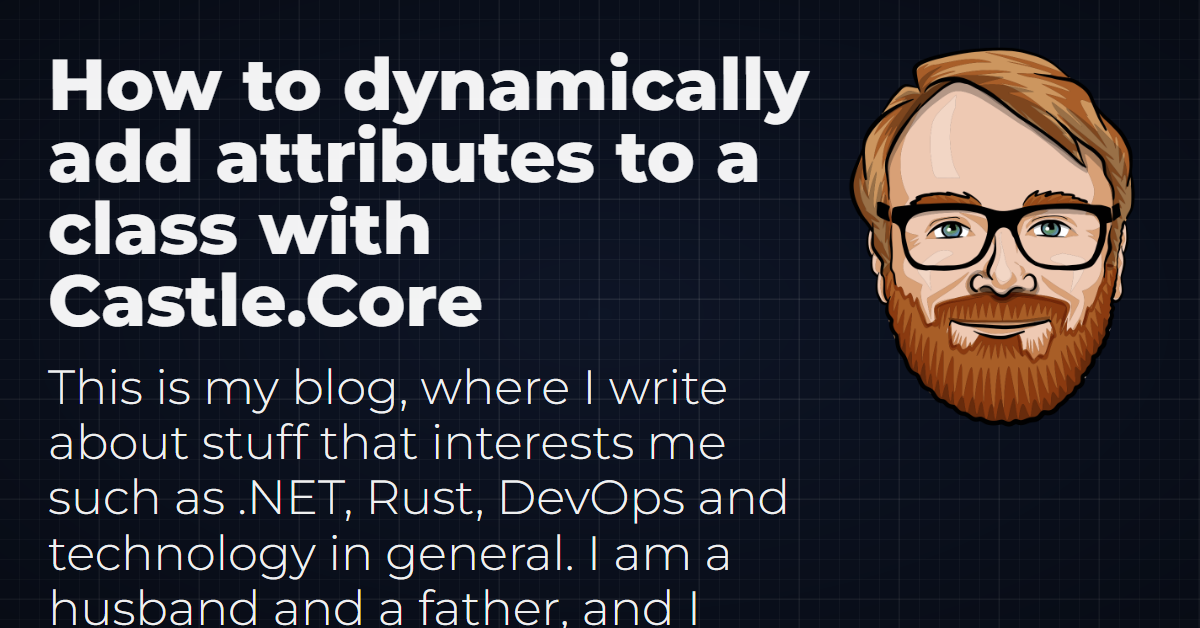 How to dynamically
add attributes to a
class with
Castle.Core
This is my blog, where I write
about stuff that interests me
such as .NET, Rust, DevOps and
technology in general. I am a
husband and a father, and I